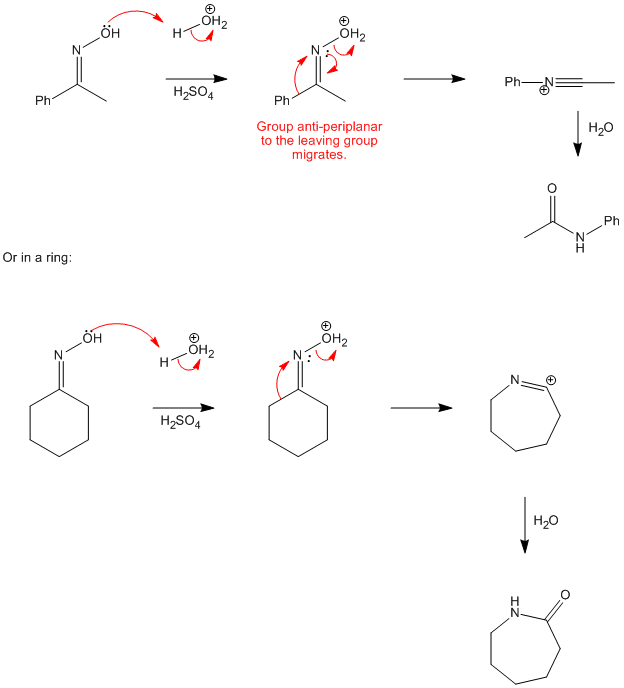 OH
H
OH2
N
Ph
H2SO4
OH2
N
Ph
Group anti-periplanar
to the leaving group
migrates.
Ph
N
H2O
O
N
H
Ph
Or in a ring:
OH
H
OH2
N
H2SO4
OH2
N
N
H2O
H
N
O